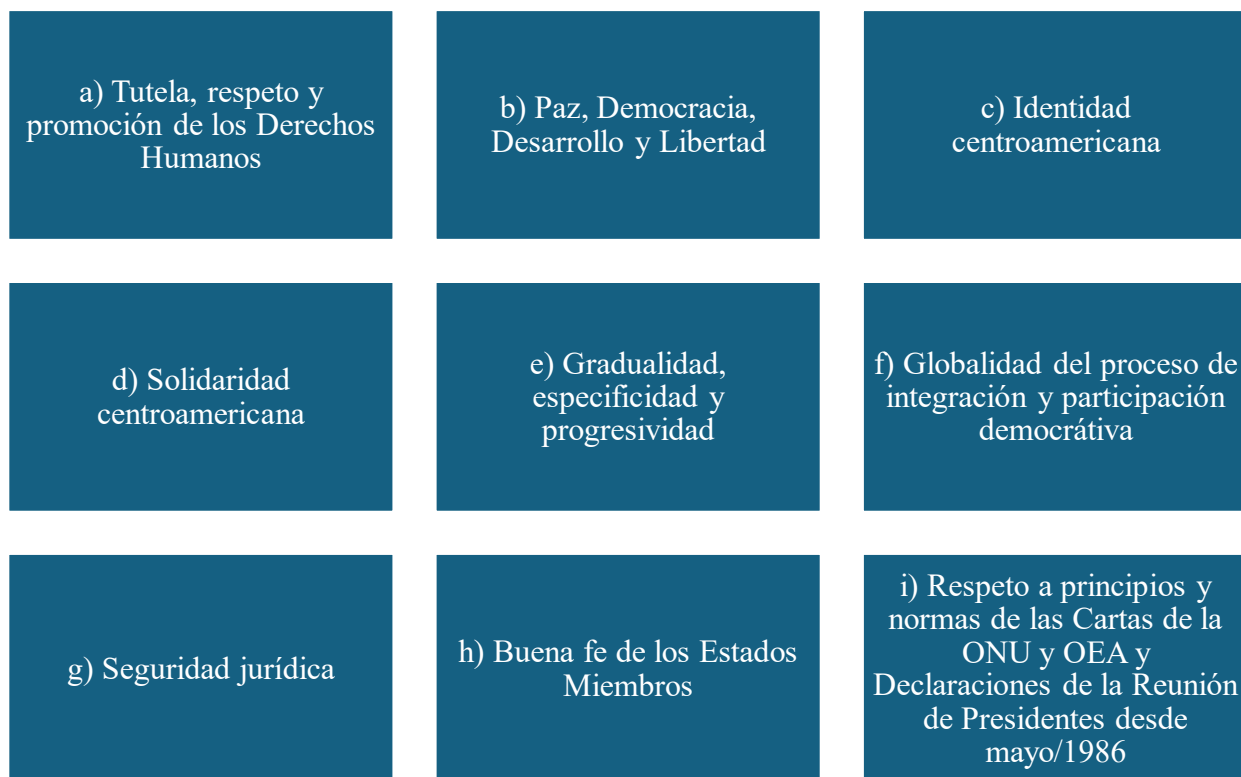 a) Tutela, respeto y
promoción de los Derechos
Humanos
b) Paz, Democracia,
Desarrollo y Libertad
c) Identidad
centroamericana
d) Solidaridad
centroamericana
e) Gradualidad,
especificidad y
progresividad
f) Globalidad del proceso de
integración y participación
democrátiva
g) Seguridad jurídica
h) Buena fe de los Estados
Miembros
i) Respeto a principios y
normas de las Cartas de la
ONU y OEA y
Declaraciones de la Reunión
de Presidentes desde
mayo/1986